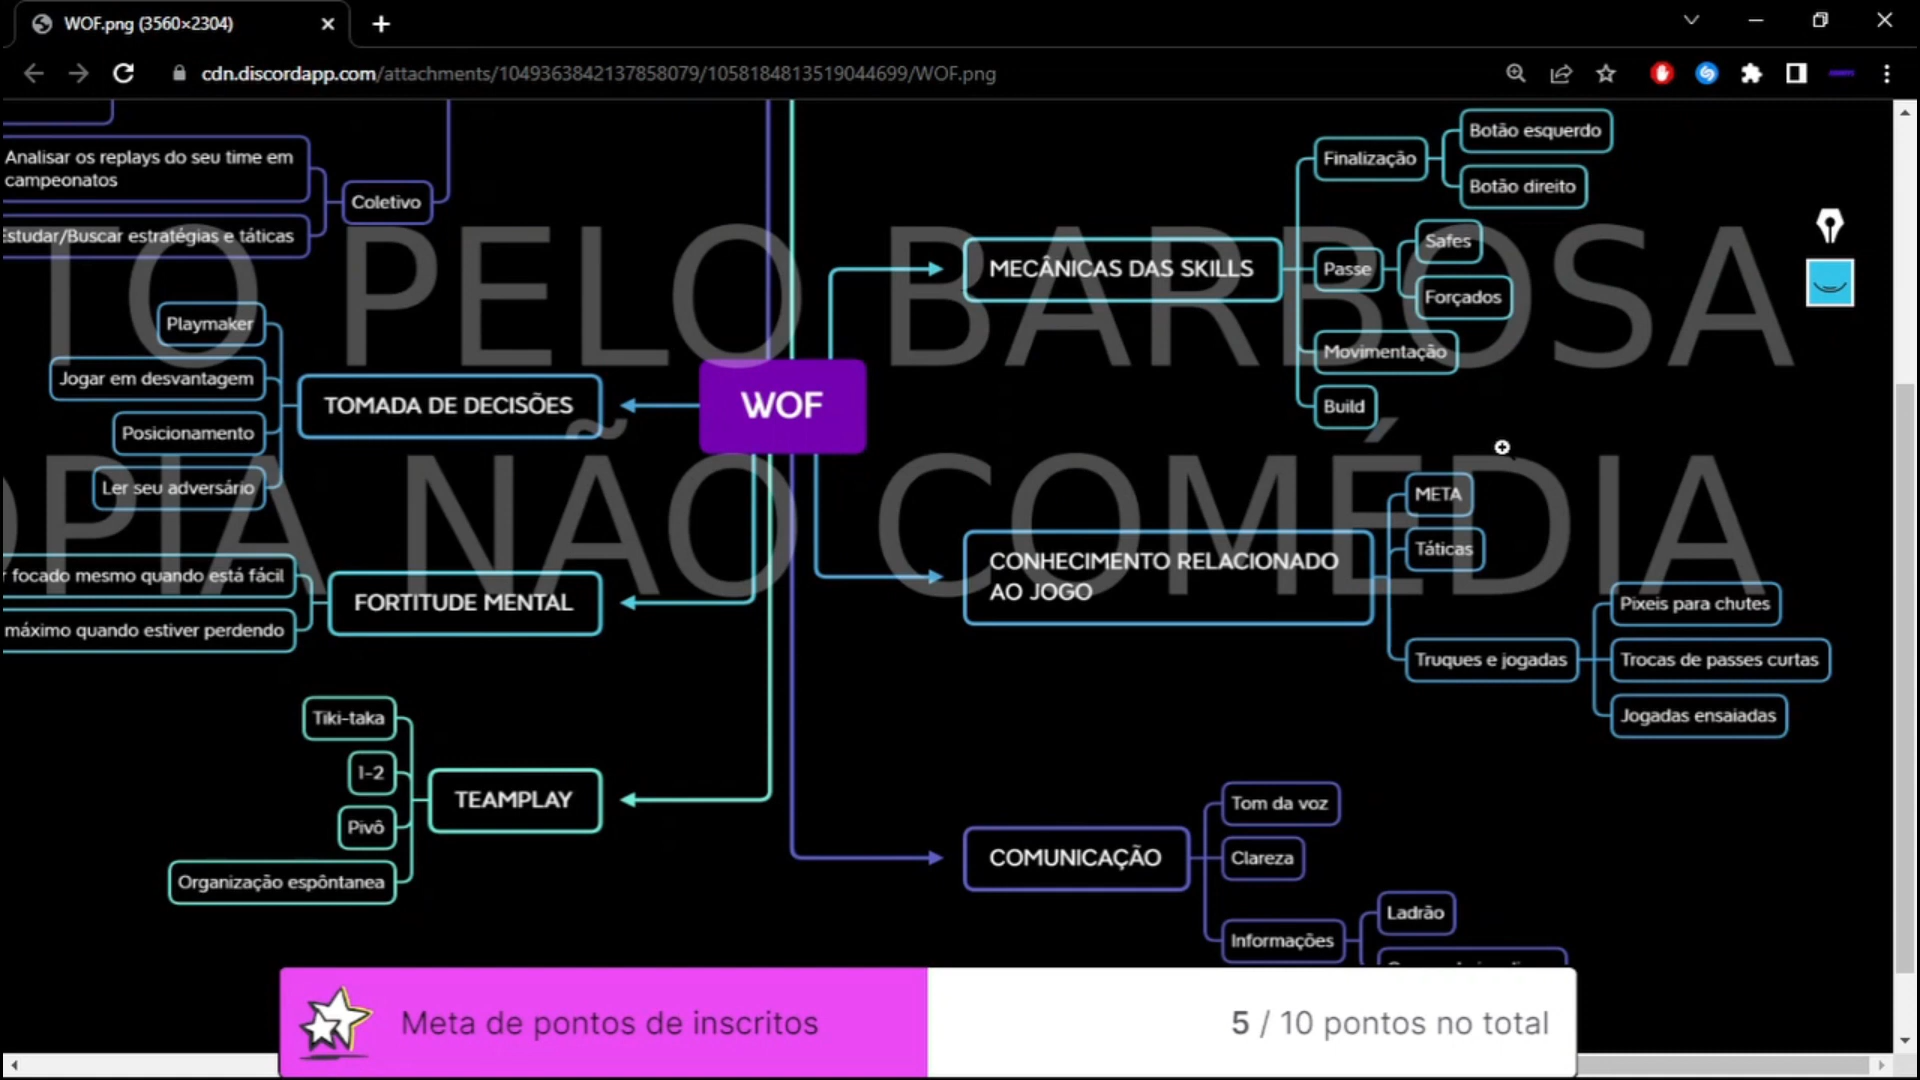 WOF.png (3560×2304)
cdn.discordapp.com/attachments/1049363842137858079/1058184813519044699/WOF.png
Analisar os replays do seu time em
campeonatos
Estudar/Buscar estratégias e táticas
Coletivo
TO PELO BARBOSA
OPIA NÃO COMÉDIA
Playmaker
Jogar em desvantagem
Posicionamento
Ler seu adversário
TOMADA DE DECISÕES
r focado mesmo quando está fácil
máximo quando estiver perdendo
FORTITUDE MENTAL
Tiki-taka
1-2
Pivô
Organização espôntanea
TEAMPLAY
WOF
MECÂNICAS DAS SKILLS
Finalização
Botão esquerdo
Botão direito
Passe
Safes
Forçados
Movimentação
Build
CONHECIMENTO RELACIONADO
AO JOGO
META
Táticas
Truques e jogadas
Pixeis para chutes
Trocas de passes curtas
Jogadas ensaiadas
COMUNICAÇÃO
Tom da voz
Clareza
Informações
Ladrão
Meta de pontos de inscritos
5 / 10 pontos no total